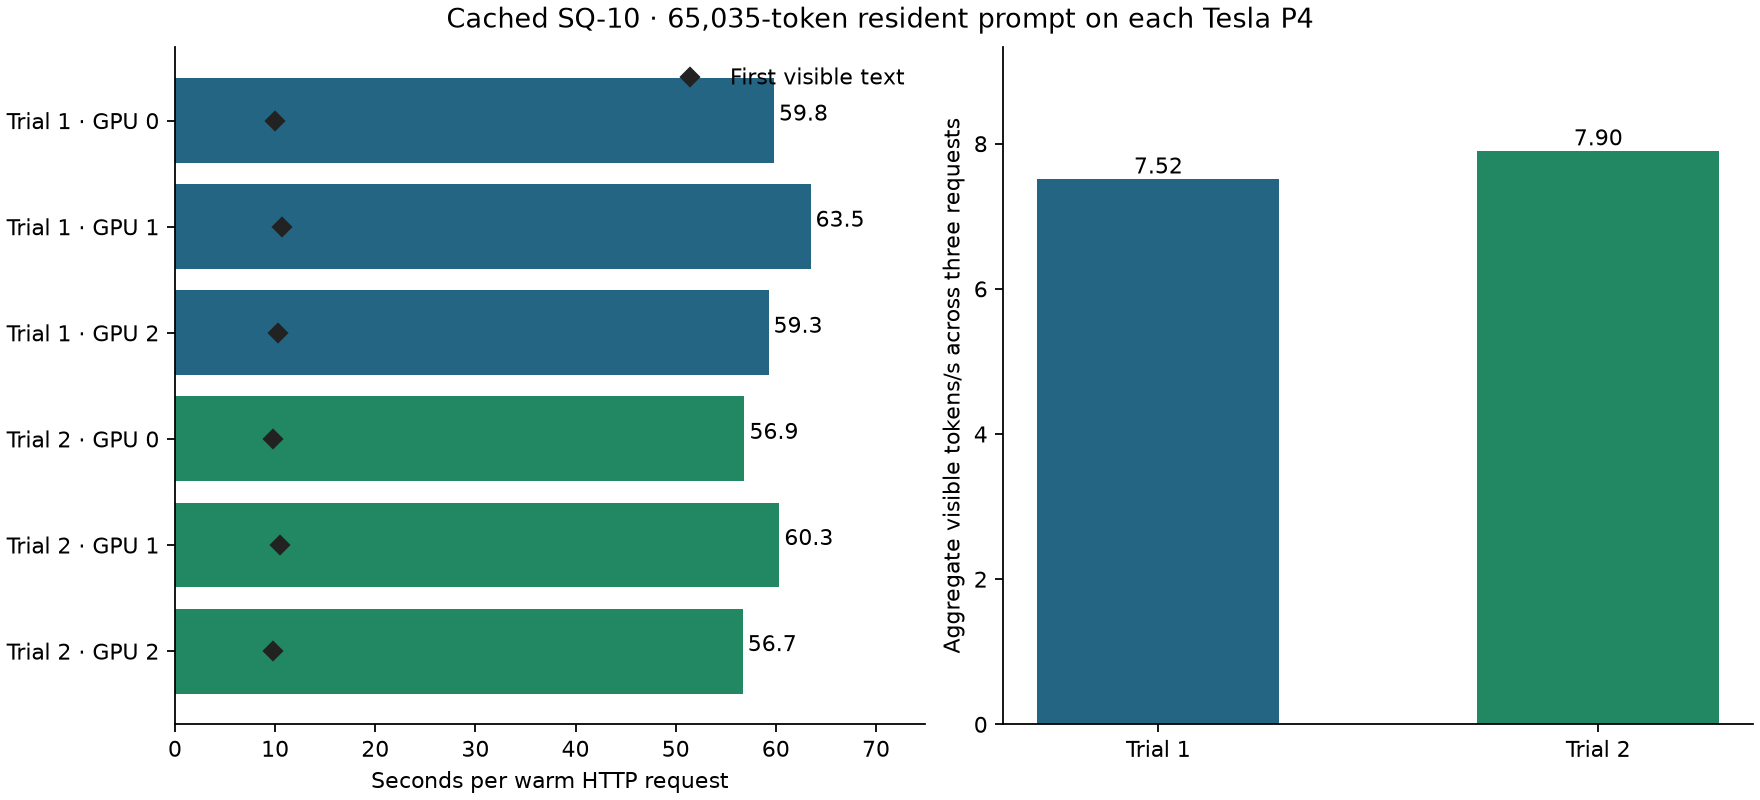 Cached SQ-10 · 65,035-token resident prompt on each Tesla P4
First visible text
Trial 1 · GPU 0
59.8
Trial 1 · GPU 1
63.5
Trial 1 · GPU 2
59.3
Trial 2 · GPU 0
56.9
Trial 2 · GPU 1
60.3
Trial 2 · GPU 2
56.7
0 10 20 30 40 50 60 70
Seconds per warm HTTP request
Aggregate visible tokens/s across three requests
8
6
4
2
0
7.52
7.90
Trial 1
Trial 2